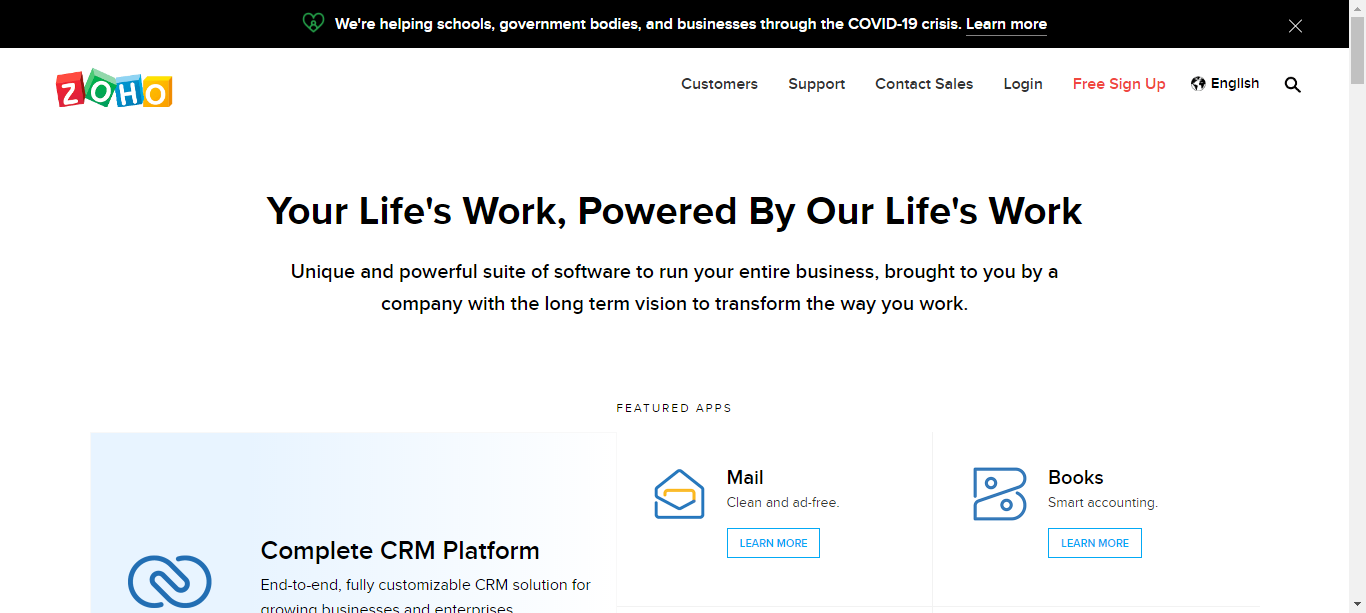 We're helping schools, government bodies, and businesses through the COVID-19 crisis. Learn more
ZOHO
Customers
Support
Contact Sales
Login
Free Sign Up
English
Your Life's Work, Powered By Our Life's Work
Unique and powerful suite of software to run your entire business, brought to you by a
company with the long term vision to transform the way you work.
FEATURED APPS
Complete CRM Platform
End-to-end, fully customizable CRM solution for
growing businesses and enterprises.
Mail
Clean and ad-free.
LEARN MORE
Books
Smart accounting.
LEARN MORE